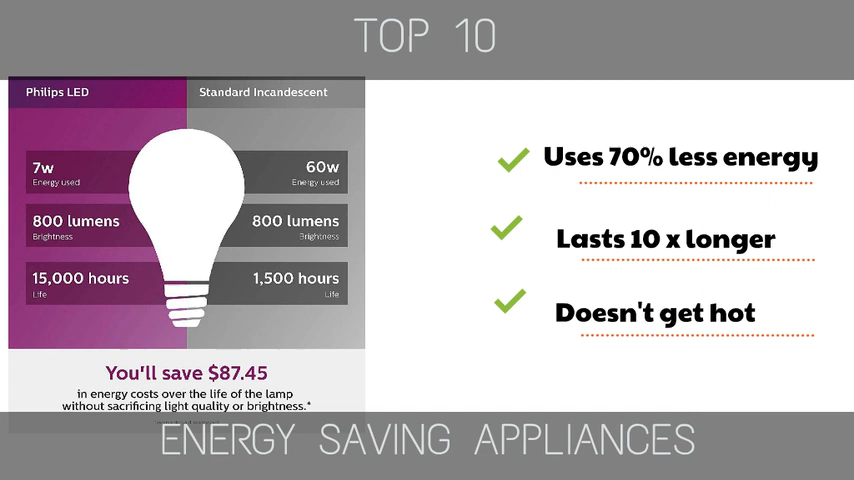 TOP 10
Philips LED
Standard Incandescent
7w
Energy used
60w
Energy used
800 lumens
Brightness
800 lumens
Brightness
15,000 hours
Life
1,500 hours
Life
You'll save $87.45
in energy costs over the life of the lamp
without sacrificing light quality or brightness.*
Uses 70% less energy
Lasts 10 x longer
Doesn't get hot
ENERGY SAVING APPLIANCES